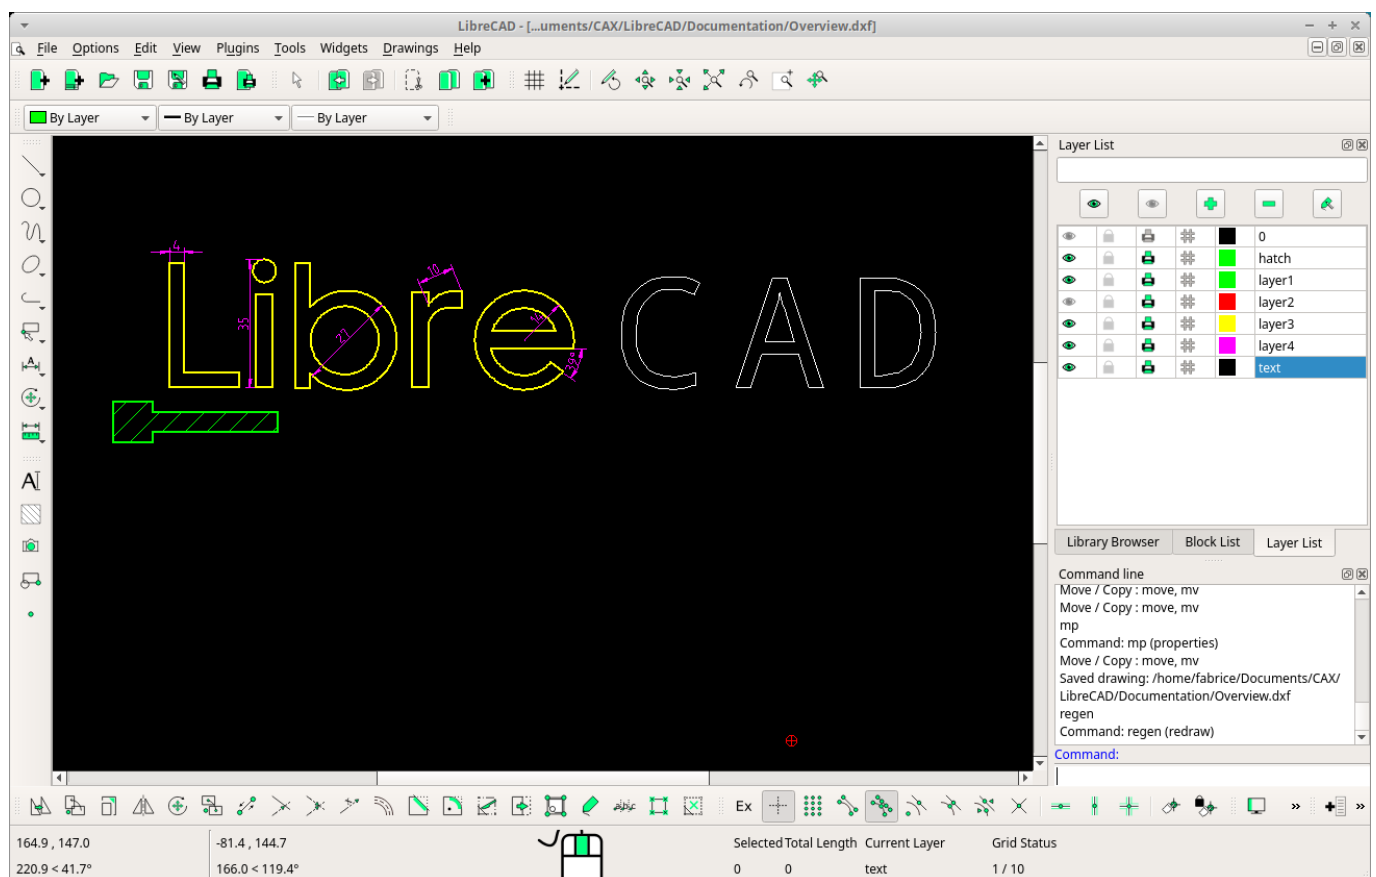 LibreCAD - [...uments/CAX/LibreCAD/Documentation/Overview.dxf]
File Options Edit View Plugins Tools Widgets Drawings Help
By Layer By Layer By Layer
Layer List
0
hatch
layer1
layer2
layer3
layer4
text
4
35
27
10
14
39°
Libre CAD
Library Browser Block List Layer List
Command line
Move / Copy : move, mv
Move / Copy : move, mv
mp
Command: mp (properties)
Move / Copy : move, mv
Saved drawing: /home/fabrice/Documents/CAX/
LibreCAD/Documentation/Overview.dxf
regen
Command: regen (redraw)
Command:
A
AI
abc
Ex
» »
164.9 , 147.0 -81.4 , 144.7 Selected Total Length Current Layer Grid Status
220.9 < 41.7° 166.0 < 119.4° 0 0 text 1 / 10